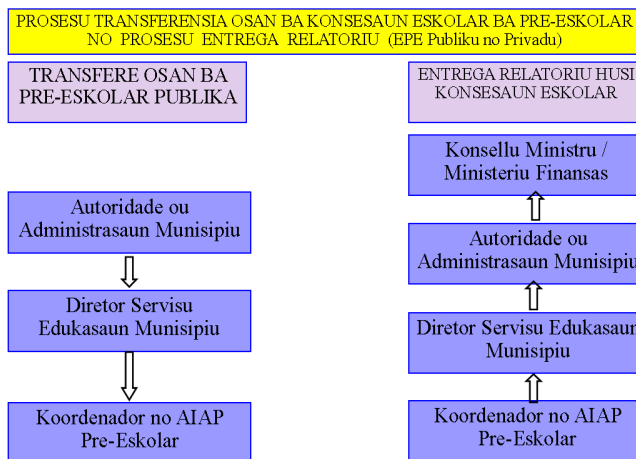 PROSESU TRANSFERENSIA OSAN BA KONSESAUN ESKOLAR BA PRE-ESKOLAR
NO PROSESU ENTREGA RELATORIU (EPE Publiku no Privadu)
TRANSFERE OSAN BA
PRE-ESKOLAR PUBLIKA
Autoridade ou
Administrasaun Munisipiu
Diretor Servisu
Edukasaun Munisipiu
Koordenador no AIAP
Pre-Eskolar
ENTREGA RELATORIU HUSI
KONSESAUN ESKOLAR
Konsellu Ministru /
Ministeriu Finansas
Autoridade ou
Administrasaun Munisipiu
Diretor Servisu Edukasaun
Munisipiu
Koordenador no AIAP
Pre-Eskolar